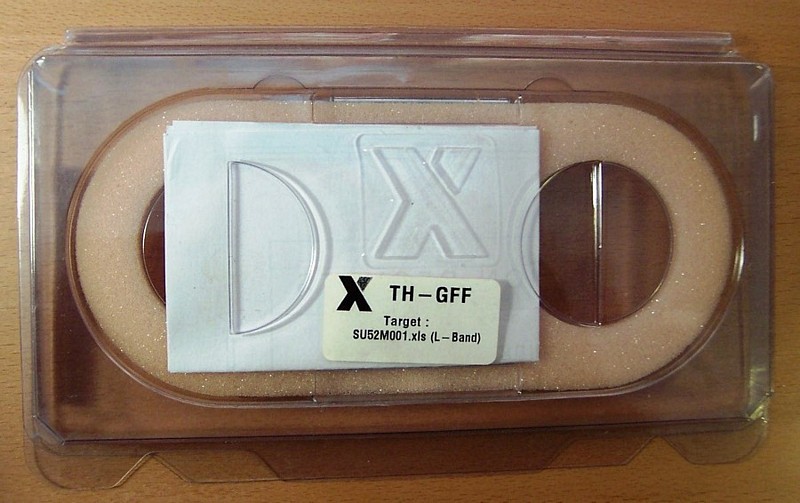 X
X TH-GFF
Target :
SU52M001.xls (L-Band)